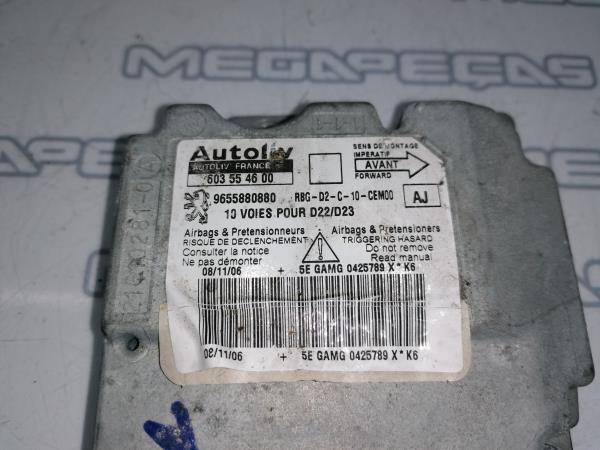 MEGAPEÇAS
Autoliv
AUTOLIV FRANCE
603 55 46 00
SENS DE MONTAGE
IMPERATIF
AVANT
FORWARD
9655880880 RBG-D2-C-10-CEM00 AJ
10 VOIES POUR D22/D23
Airbags & Pretensionneurs
RISQUE DE DECLENCHEMENT
Consulter la notice
Ne pas démonter
Airbags & Pretensioners
TRIGGERING HASARD
Do not remove
Read manual
08/11/06 + 5E GAMG 0425789 X * K6
08/11/06 + 5E GAMG 0425789 X * K6